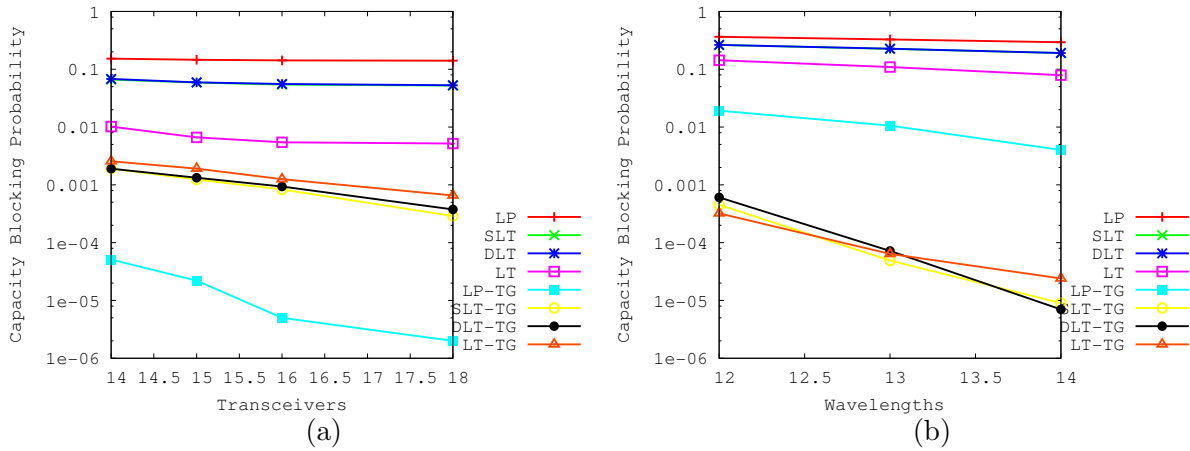 Capacity Blocking Probability
1
0.1
0.01
0.001
1e-04
1e-05
1e-06
14 14.5 15 15.5 16 16.5 17 17.5 18
Transceivers
LP
SLT
DLT
LT
LP-TG
SLT-TG
DLT-TG
LT-TG
(a)
Capacity Blocking Probability
1
0.1
0.01
0.001
1e-04
1e-05
1e-06
12 12.5 13 13.5 14
Wavelengths
LP
SLT
DLT
LT
LP-TG
SLT-TG
DLT-TG
LT-TG
(b)